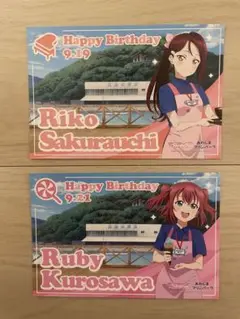 Happy Birthday
9.19
Riko
Sakurauchi
Happy Birthday
9.21
Ruby
Kurosawa